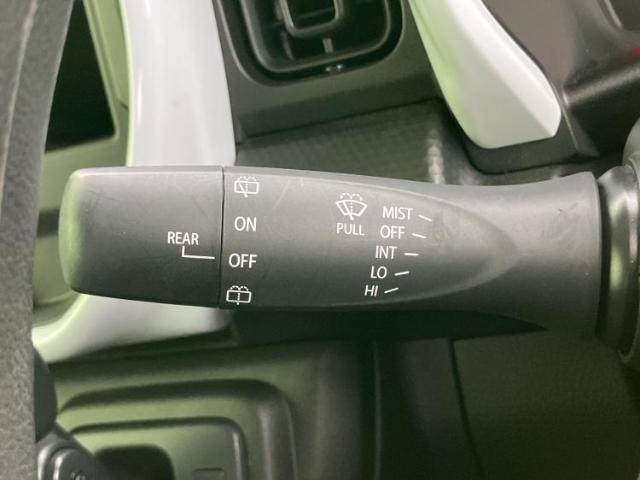 REAR
ON
OFF
PULL
MIST
OFF
INT
LO
HI